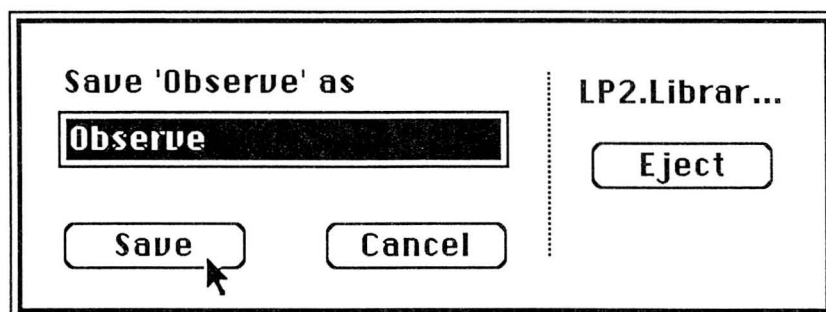 Save 'Observe' as
Observe
Save
Cancel
LP2.Librar...
Eject